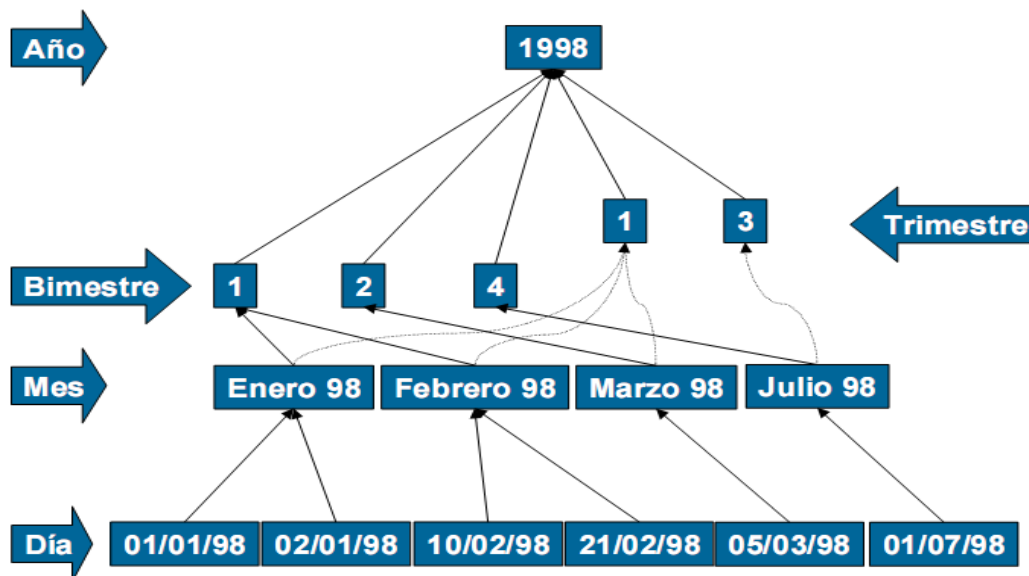 Año
1998
1
3
Trimestre
Bimestre
1
2
4
Mes
Enero 98
Febrero 98
Marzo 98
Julio 98
Día
01/01/98
02/01/98
10/02/98
21/02/98
05/03/98
01/07/98